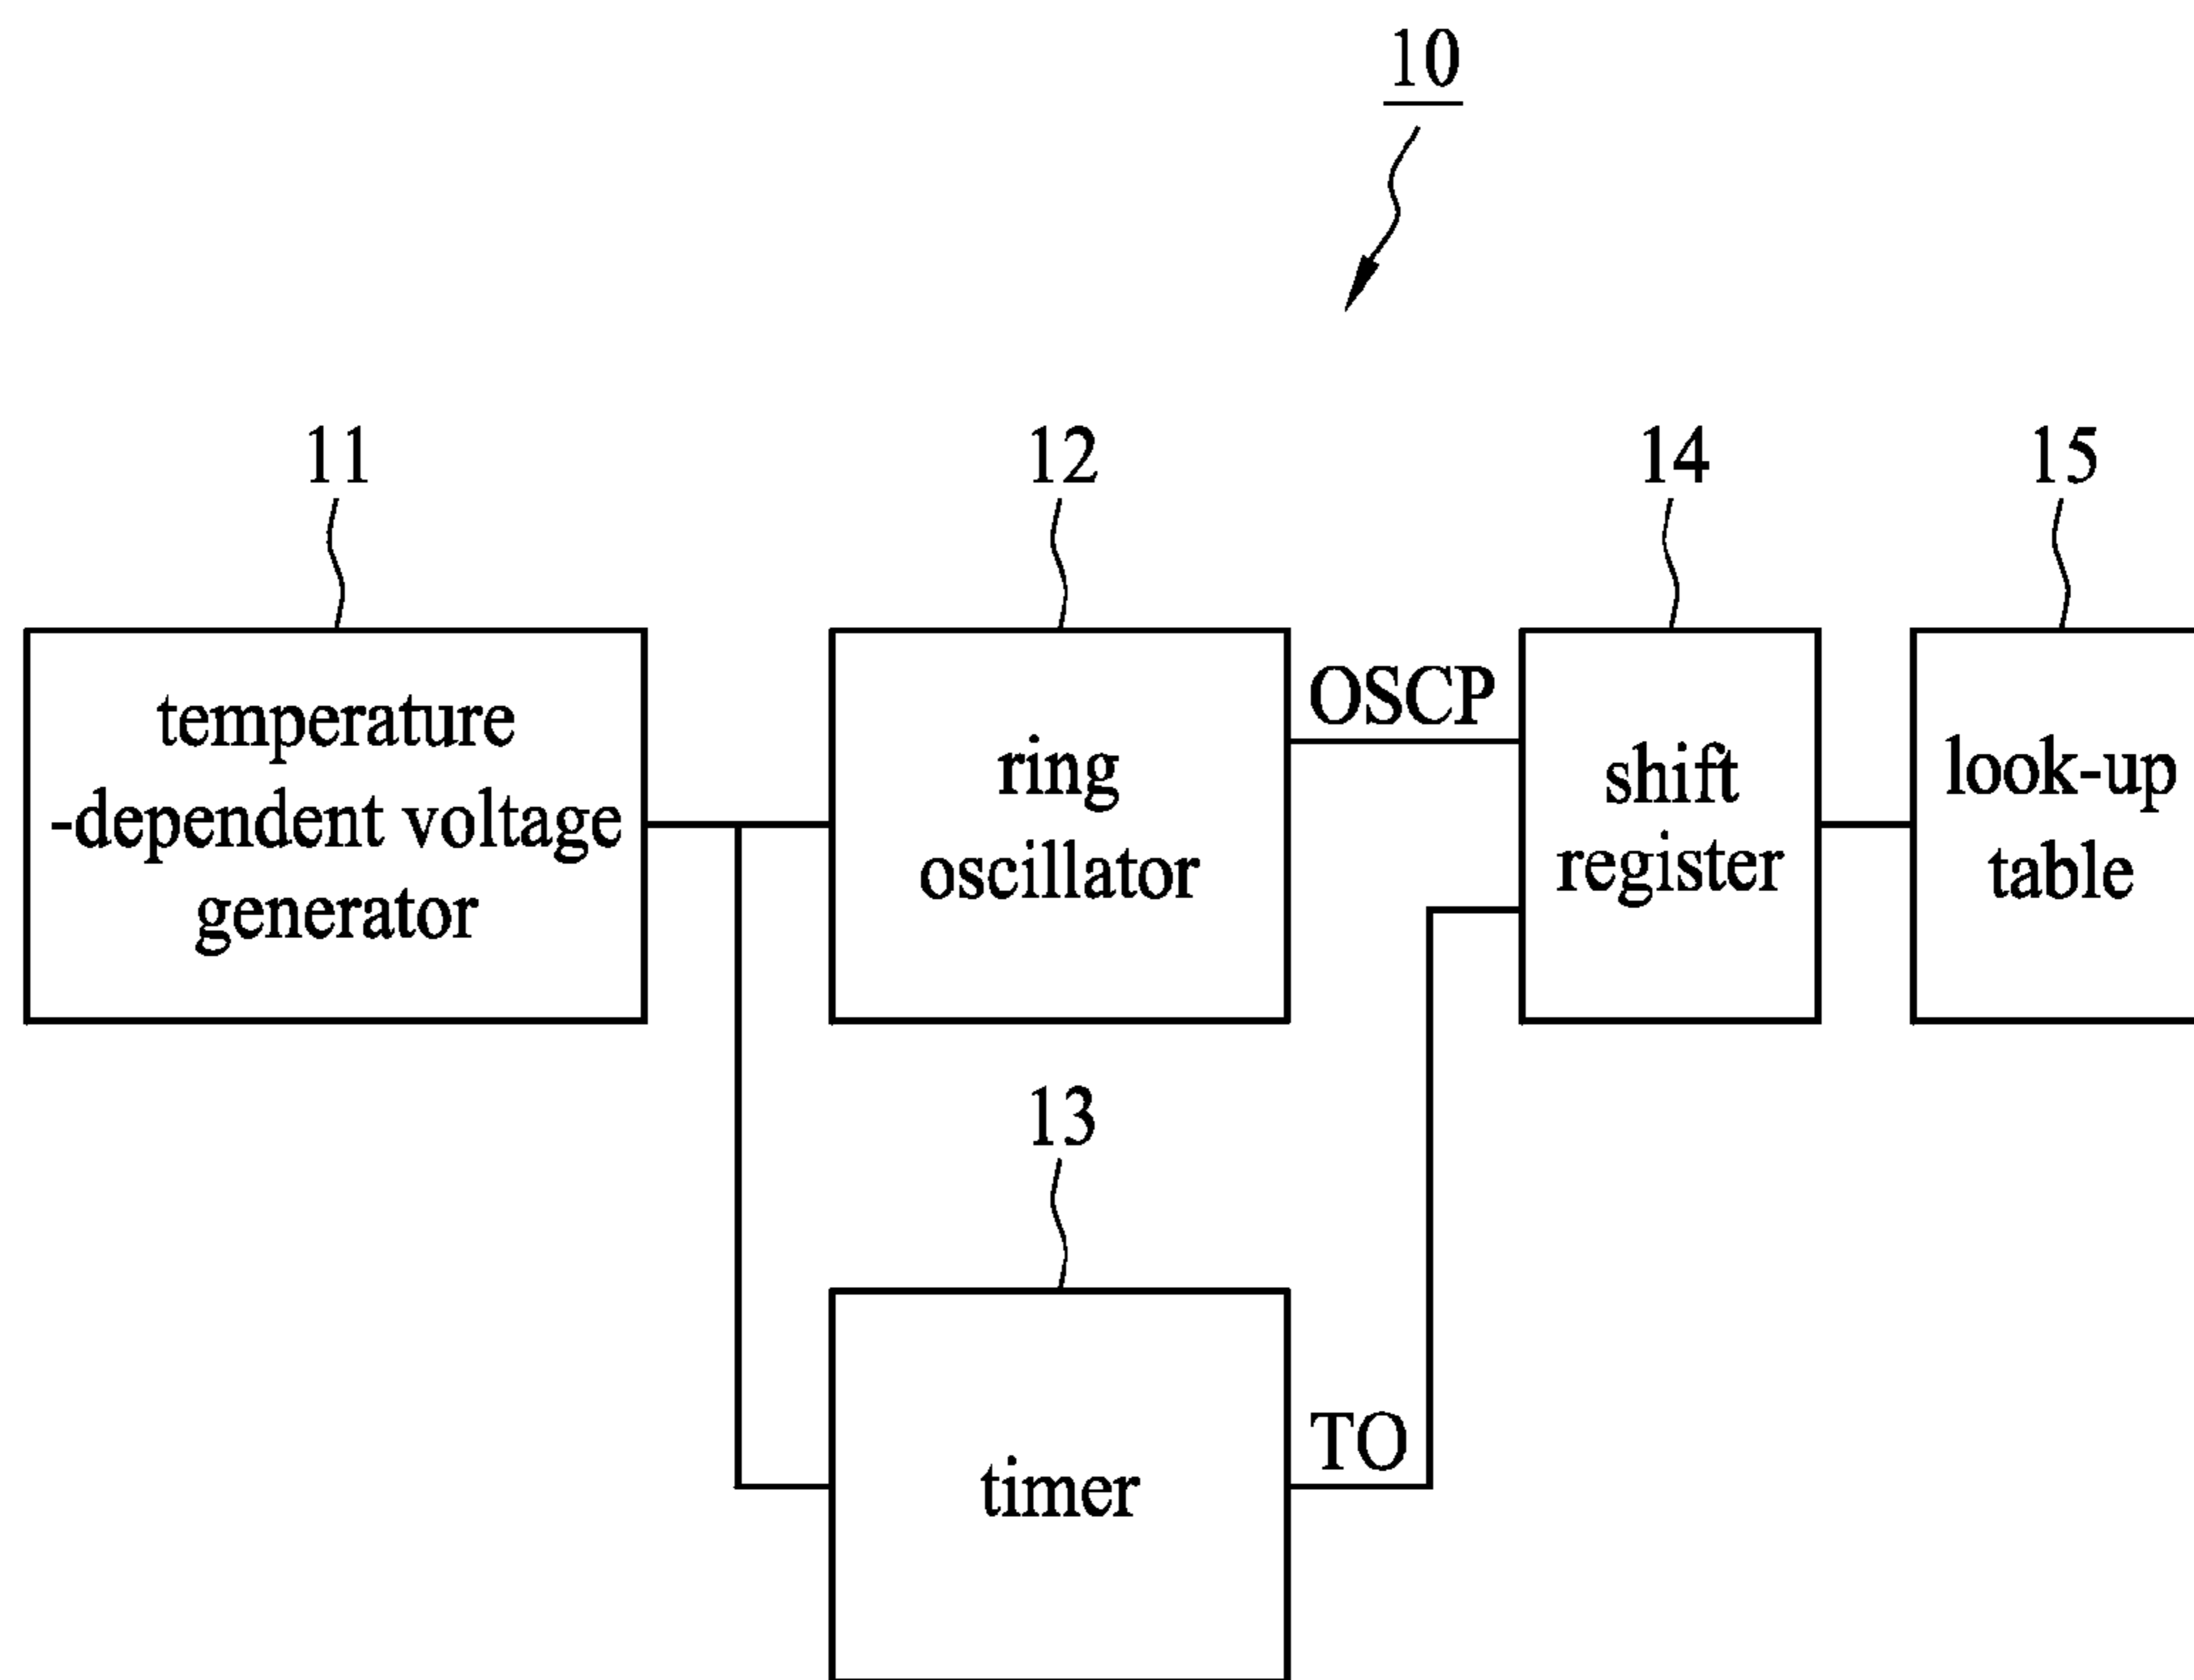 10
11
12
14
15
temperature
-dependent voltage
generator
ring
oscillator
OSCP
shift
register
look-up
table
13
timer
TO